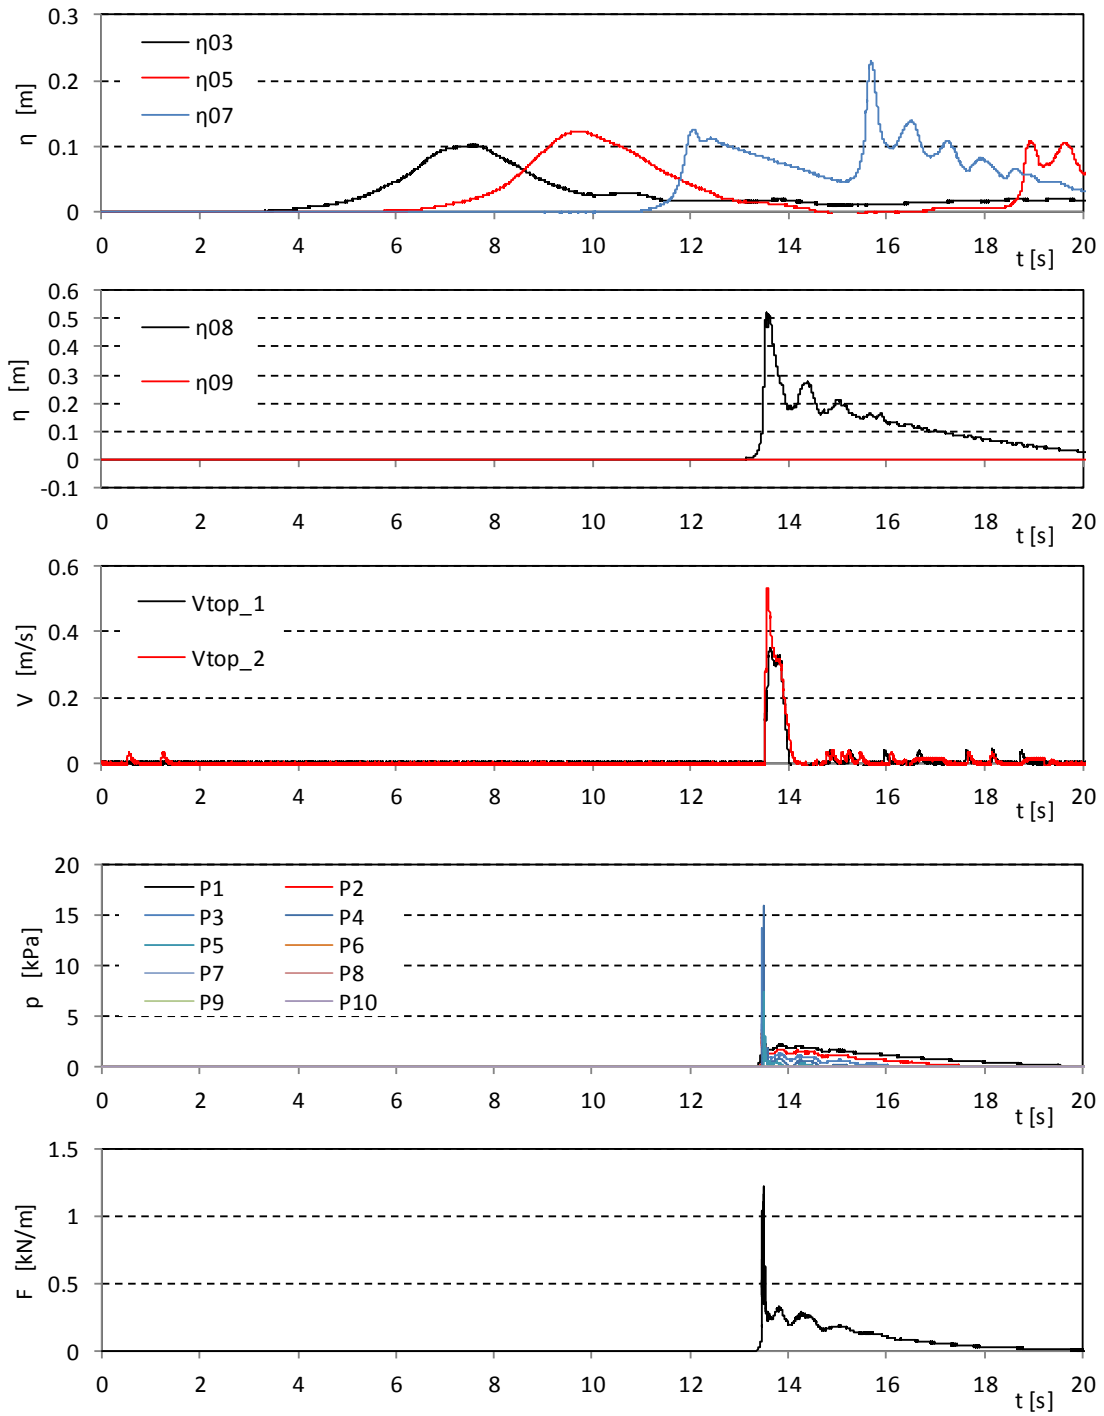 η [m]
0.3
0.2
0.1
0
η03
η05
η07
0 2 4 6 8 10 12 14 16 18 20
t [s]
η [m]
0.6
0.5
0.4
0.3
0.2
0.1
0
-0.1
η08
η09
0 2 4 6 8 10 12 14 16 18 20
t [s]
V [m/s]
0.6
0.4
0.2
0
Vtop_1
Vtop_2
0 2 4 6 8 10 12 14 16 18 20
t [s]
p [kPa]
20
15
10
5
0
P1 P2
P3 P4
P5 P6
P7 P8
P9 P10
0 2 4 6 8 10 12 14 16 18 20
t [s]
F [kN/m]
1.5
1
0.5
0
0 2 4 6 8 10 12 14 16 18 20
t [s]